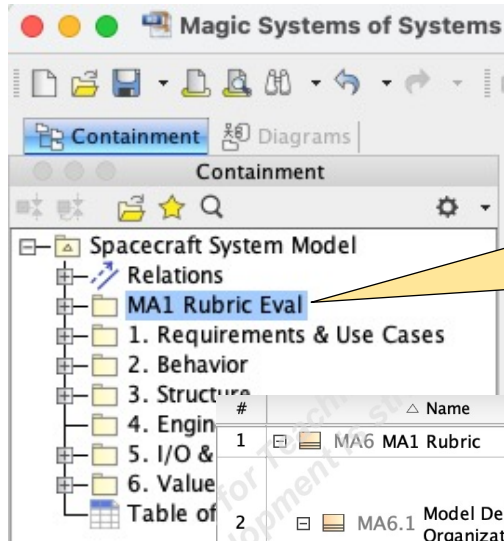 Magic Systems of Systems
Containment
Diagrams
Containment
Spacecraft System Model
Relations
MA1 Rubric Eval
1. Requirements & Use Cases
2. Behavior
3. Structure
4. Engin
5. I/O &
6. Value
Table of
# Name
1 MA6 MA1 Rubric
2 MA6.1 Model De
Organizat
for Teach